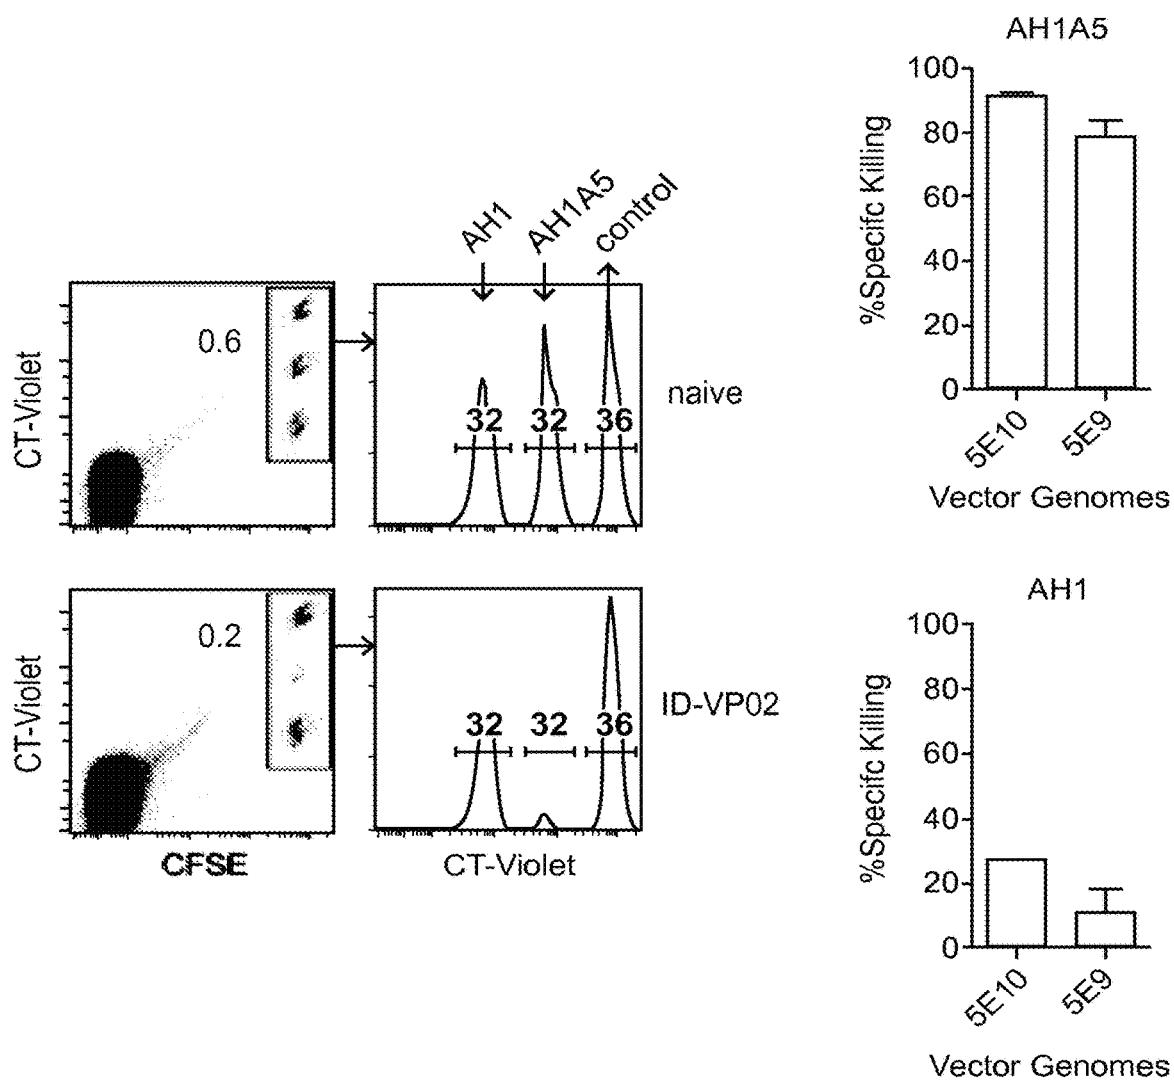 AH1
AH1A5
control
CT-Violet
0.6
32
32
36
naive
CT-Violet
0.2
32
32
36
ID-VP02
CFSE
CT-Violet
AH1A5
%Specifc Killing
100
80
60
40
20
0
5E10
5E9
Vector Genomes
AH1
%Specifc Killing
100
80
60
40
20
0
5E10
5E9
Vector Genomes